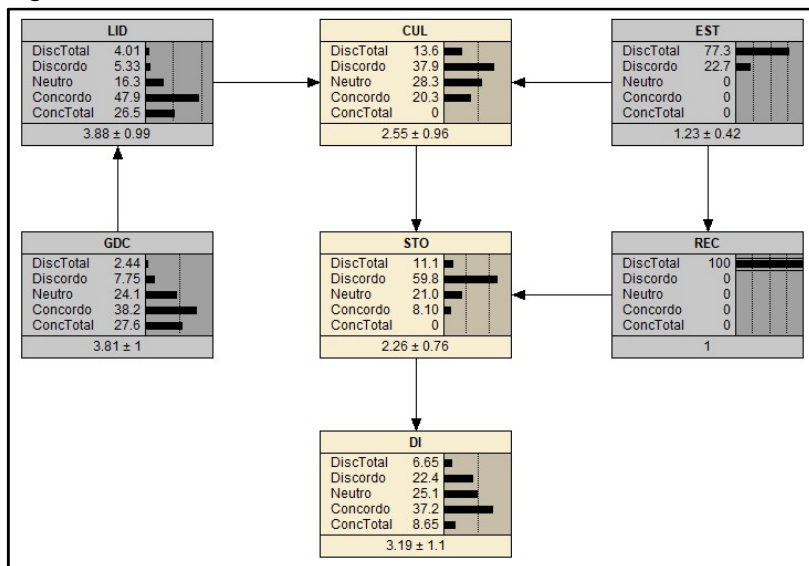 LID
DiscTotal 4.01
Discordo 5.33
Neutro 16.3
Concordo 47.9
ConcTotal 26.5
3.88 ± 0.99
CUL
DiscTotal 13.6
Discordo 37.9
Neutro 28.3
Concordo 20.3
ConcTotal 0
2.55 ± 0.96
EST
DiscTotal 77.3
Discordo 22.7
Neutro 0
Concordo 0
ConcTotal 0
1.23 ± 0.42
GDC
DiscTotal 2.44
Discordo 7.75
Neutro 24.1
Concordo 38.2
ConcTotal 27.6
3.81 ± 1
STO
DiscTotal 11.1
Discordo 59.8
Neutro 21.0
Concordo 8.10
ConcTotal 0
2.26 ± 0.76
REC
DiscTotal 100
Discordo 0
Neutro 0
Concordo 0
ConcTotal 0
1
DI
DiscTotal 6.65
Discordo 22.4
Neutro 25.1
Concordo 37.2
ConcTotal 8.65
3.19 ± 1.1